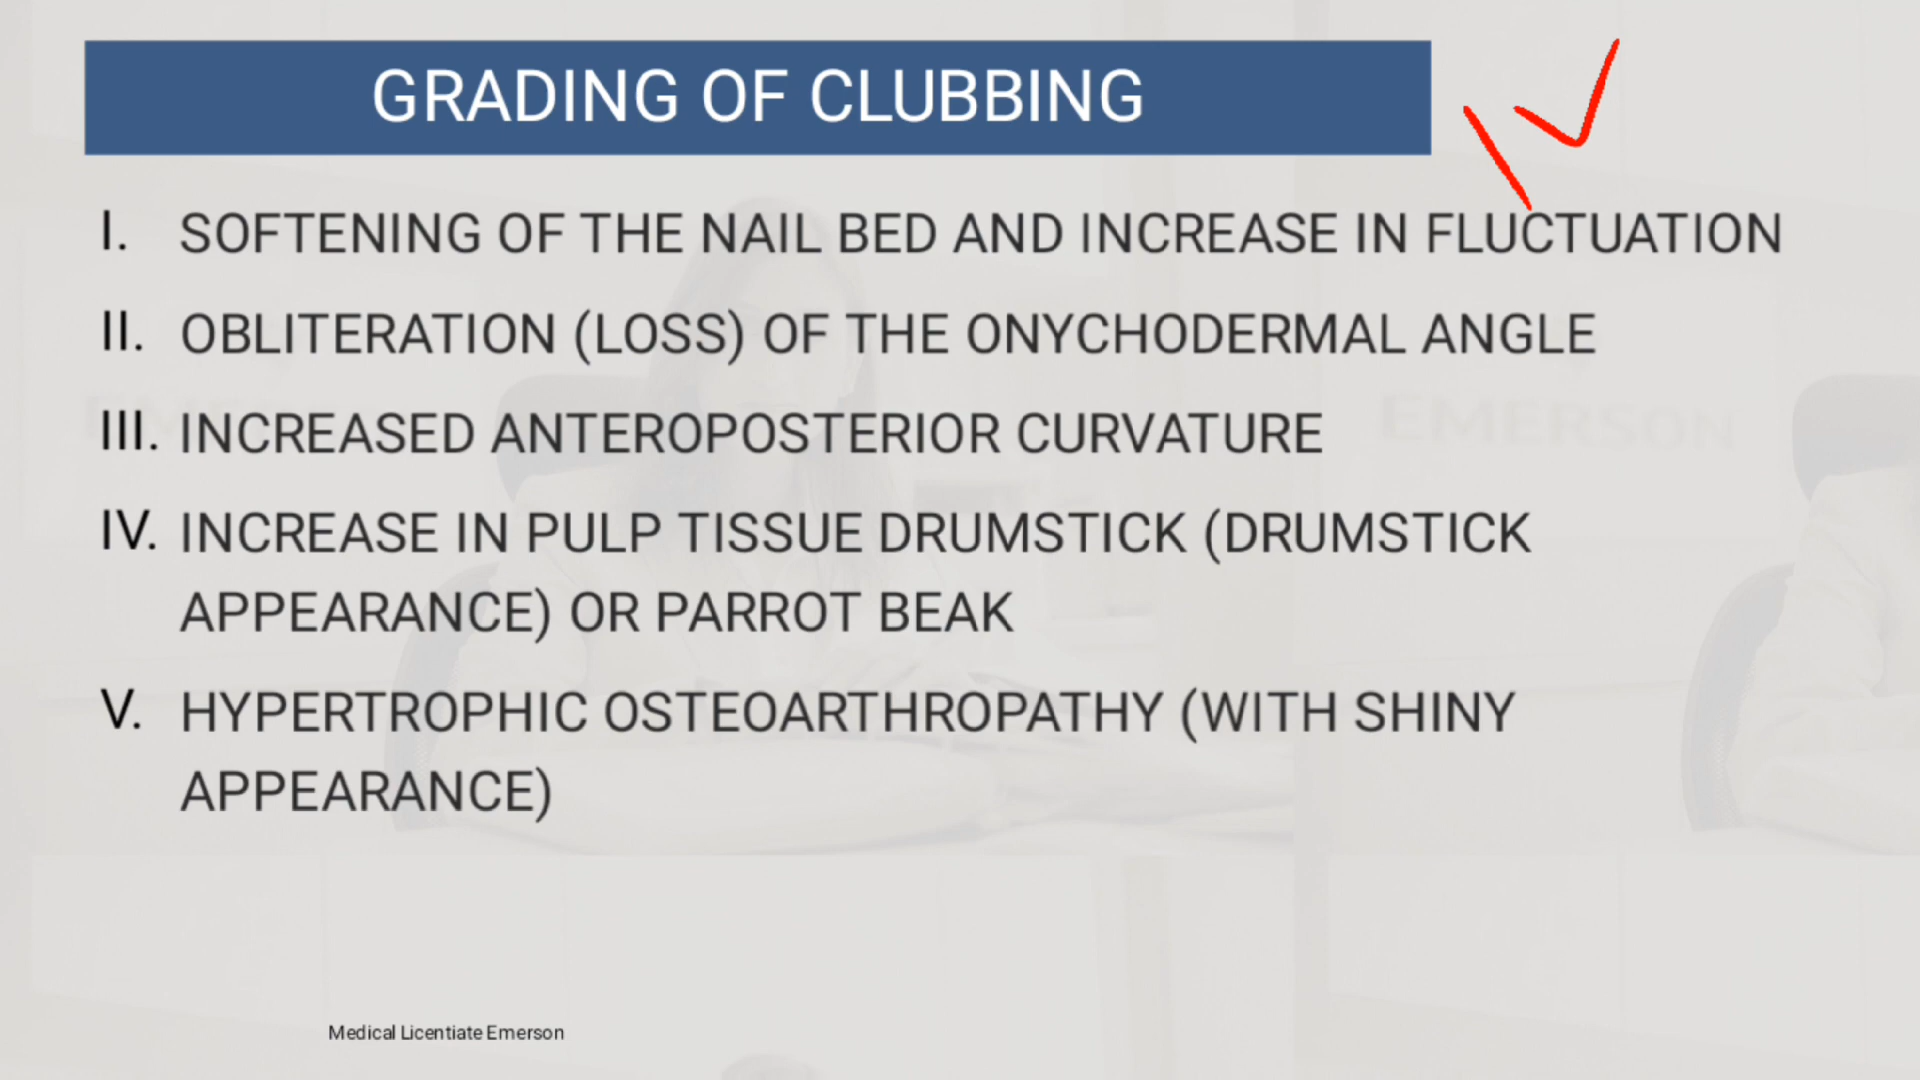 GRADING OF CLUBBING
I. SOFTENING OF THE NAIL BED AND INCREASE IN FLUCTUATION
II. OBLITERATION (LOSS) OF THE ONYCHODERMAL ANGLE
III. INCREASED ANTEROPOSTERIOR CURVATURE
IV. INCREASE IN PULP TISSUE DRUMSTICK (DRUMSTICK
APPEARANCE) OR PARROT BEAK
V. HYPERTROPHIC OSTEOARTHROPATHY (WITH SHINY
APPEARANCE)
EMERSON
Medical Licentiate Emerson